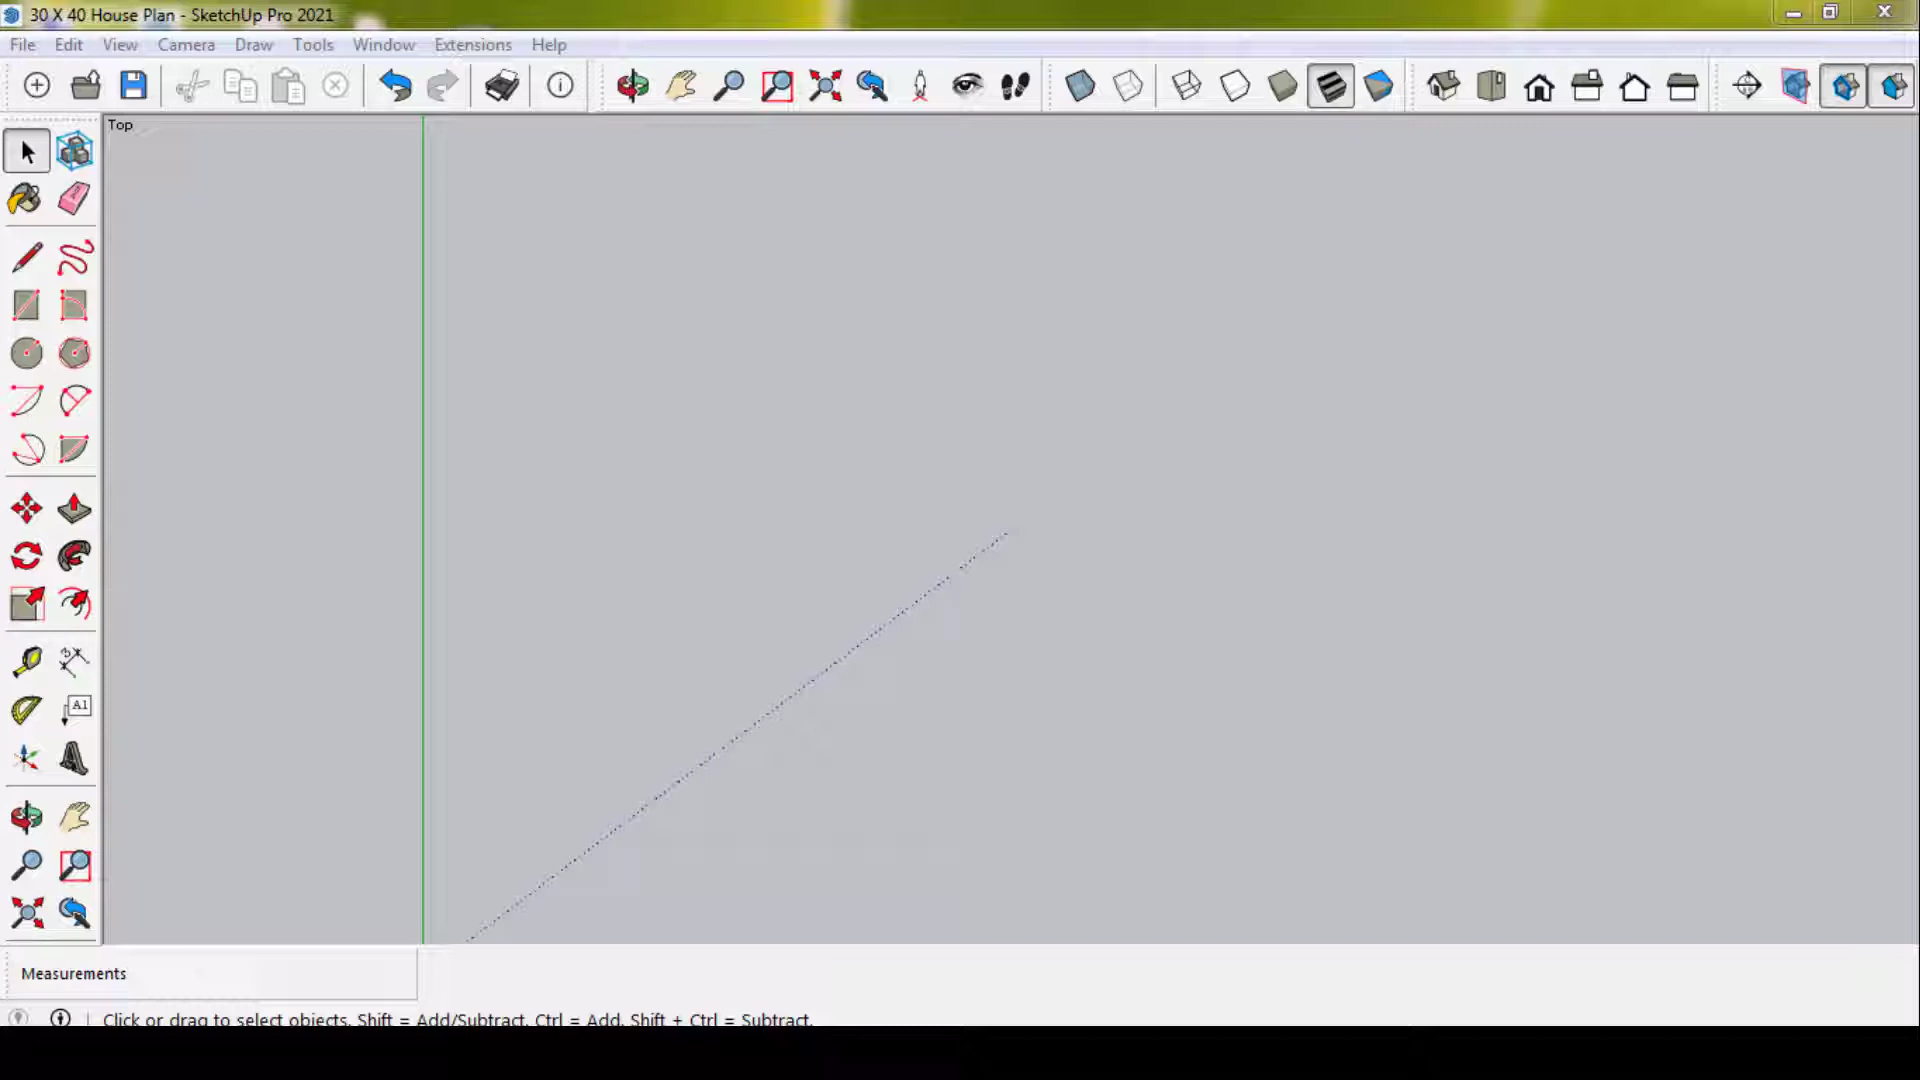 30 X 40 House Plan - SketchUp Pro 2021
File Edit View Camera Draw Tools Window Extensions Help
Top
A1
Measurements
Click or drag to select objects. Shift = Add/Subtract. Ctrl = Add. Shift + Ctrl = Subtract.